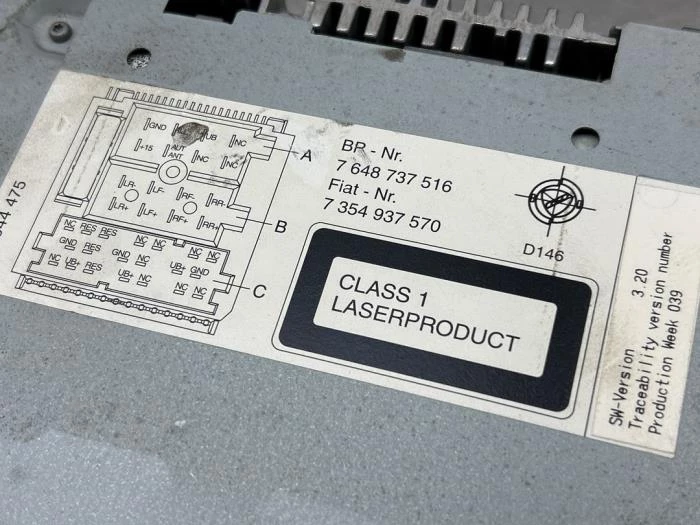 GND UB NC
+15 AUT NC NC
ANT
A
LR- LF- RF- RR-
LR+ LF+ RF+ RR+
B
NC RES RES NC NC NC NC
GND RES GND NC
NC UB+ RES UB+ NC UB+ GND
NC NC
C
BP - Nr.
7 648 737 516
Fiat - Nr.
7 354 937 570
D146
CLASS 1
LASERPRODUCT
SW-Version 3.20
Traceability version number
Production Week 039
475